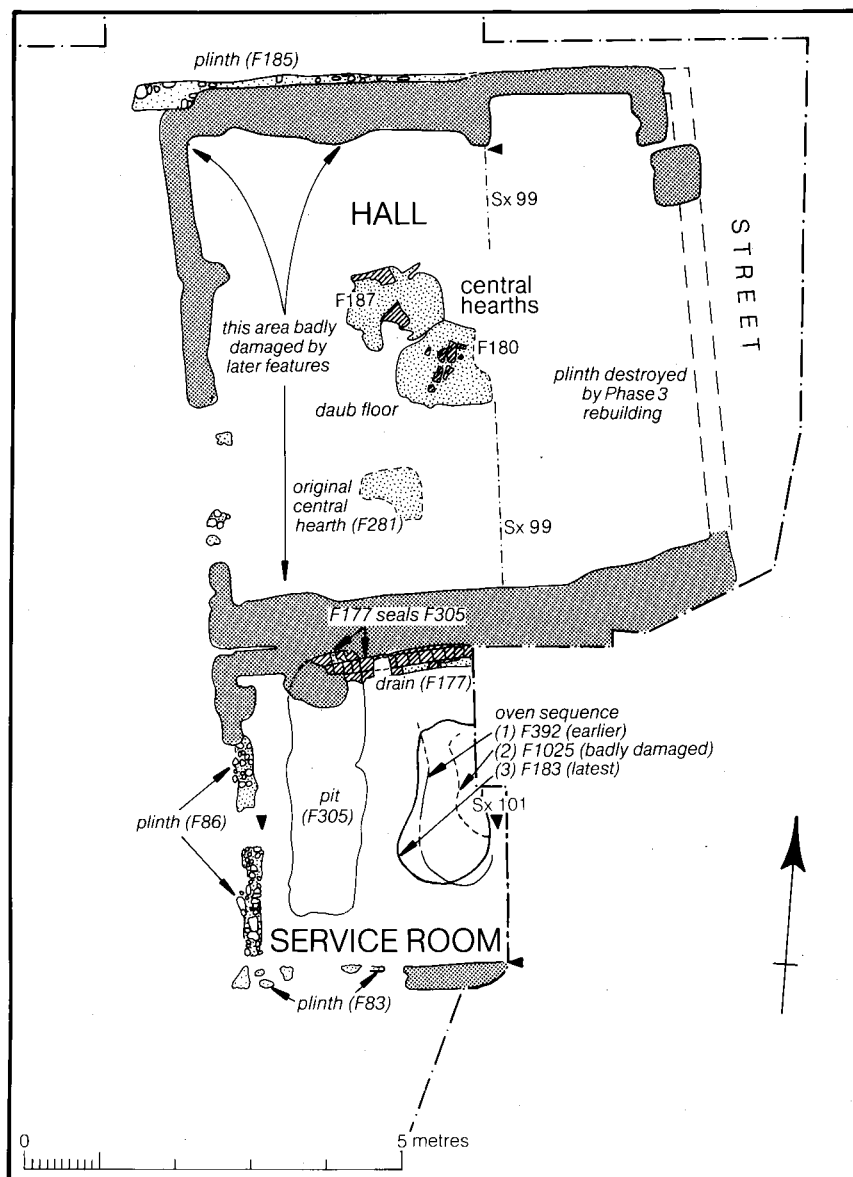 plinth (F185)
HALL
Sx 99
STREET
F187
central
hearths
F180
this area badly
damaged by
later features
daub floor
plinth destroyed
by Phase 3
rebuilding
original
central
hearth (F281)
Sx 99
F177 seals F305
drain (F177)
oven sequence
(1) F392 (earlier)
(2) F1025 (badly damaged)
(3) F183 (latest)
pit
(F305)
Sx 101
plinth (F86)
SERVICE ROOM
plinth (F83)
0
5 metres